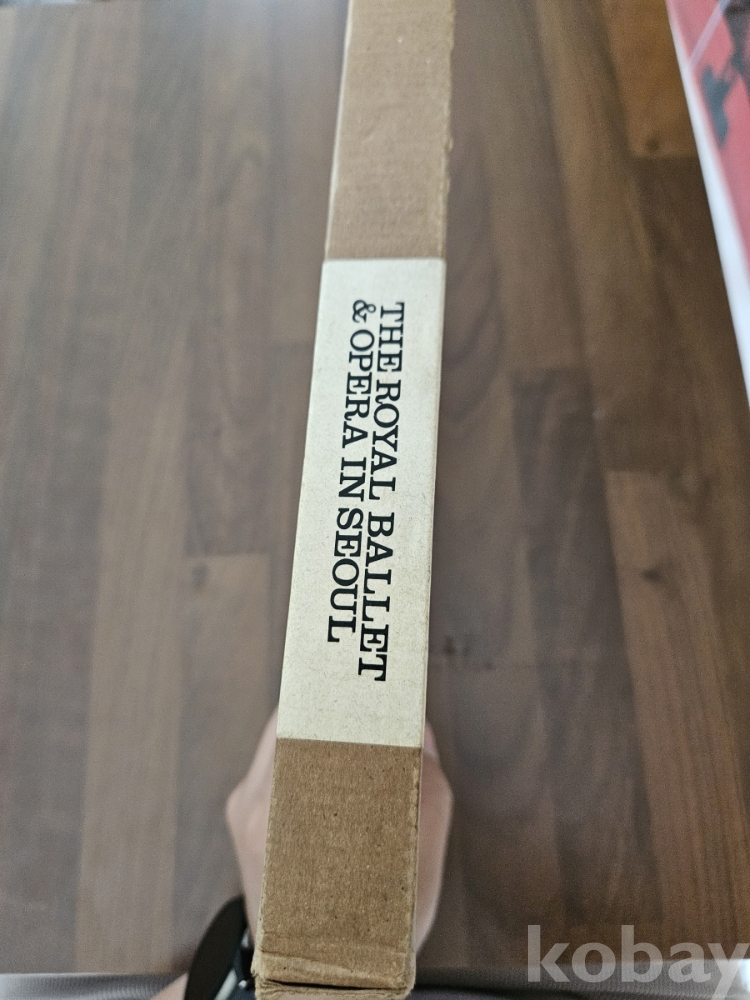 THE ROYAL BALLET
& OPERA IN SEOUL
kobay